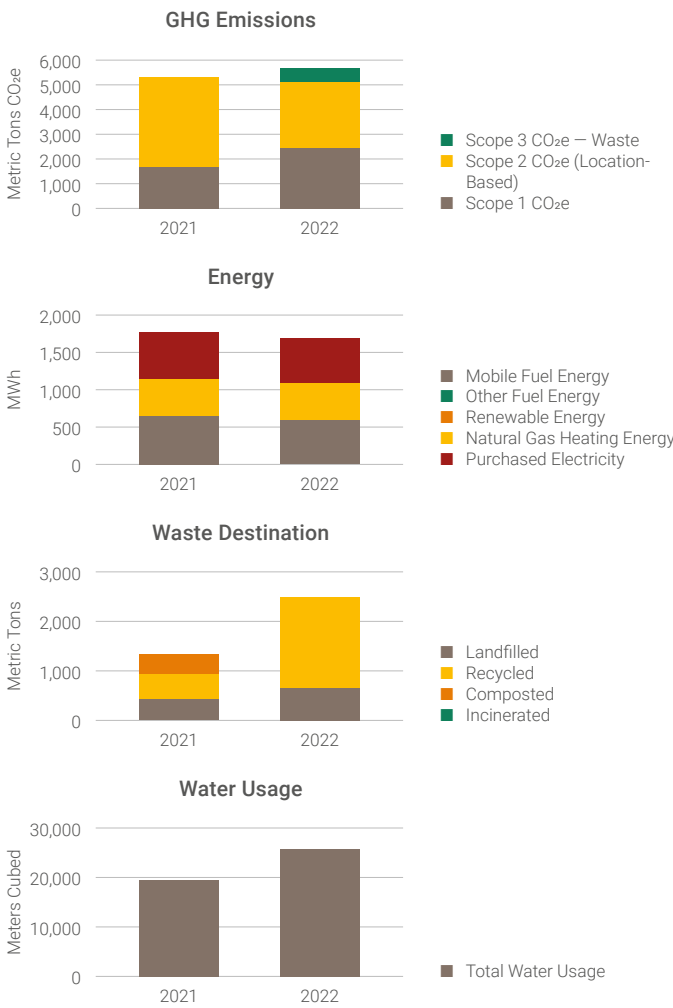 GHG Emissions
Metric Tons CO₂e
6,000
5,000
4,000
3,000
2,000
1,000
0
2021
2022
Scope 3 CO₂e — Waste
Scope 2 CO₂e (Location-
Based)
Scope 1 CO₂e
Energy
MWh
2,000
1,500
1,000
500
0
2021
2022
Mobile Fuel Energy
Other Fuel Energy
Renewable Energy
Natural Gas Heating Energy
Purchased Electricity
Waste Destination
Metric Tons
3,000
2,000
1,000
0
2021
2022
Landfilled
Recycled
Composted
Incinerated
Water Usage
Meters Cubed
30,000
20,000
10,000
0
2021
2022
Total Water Usage